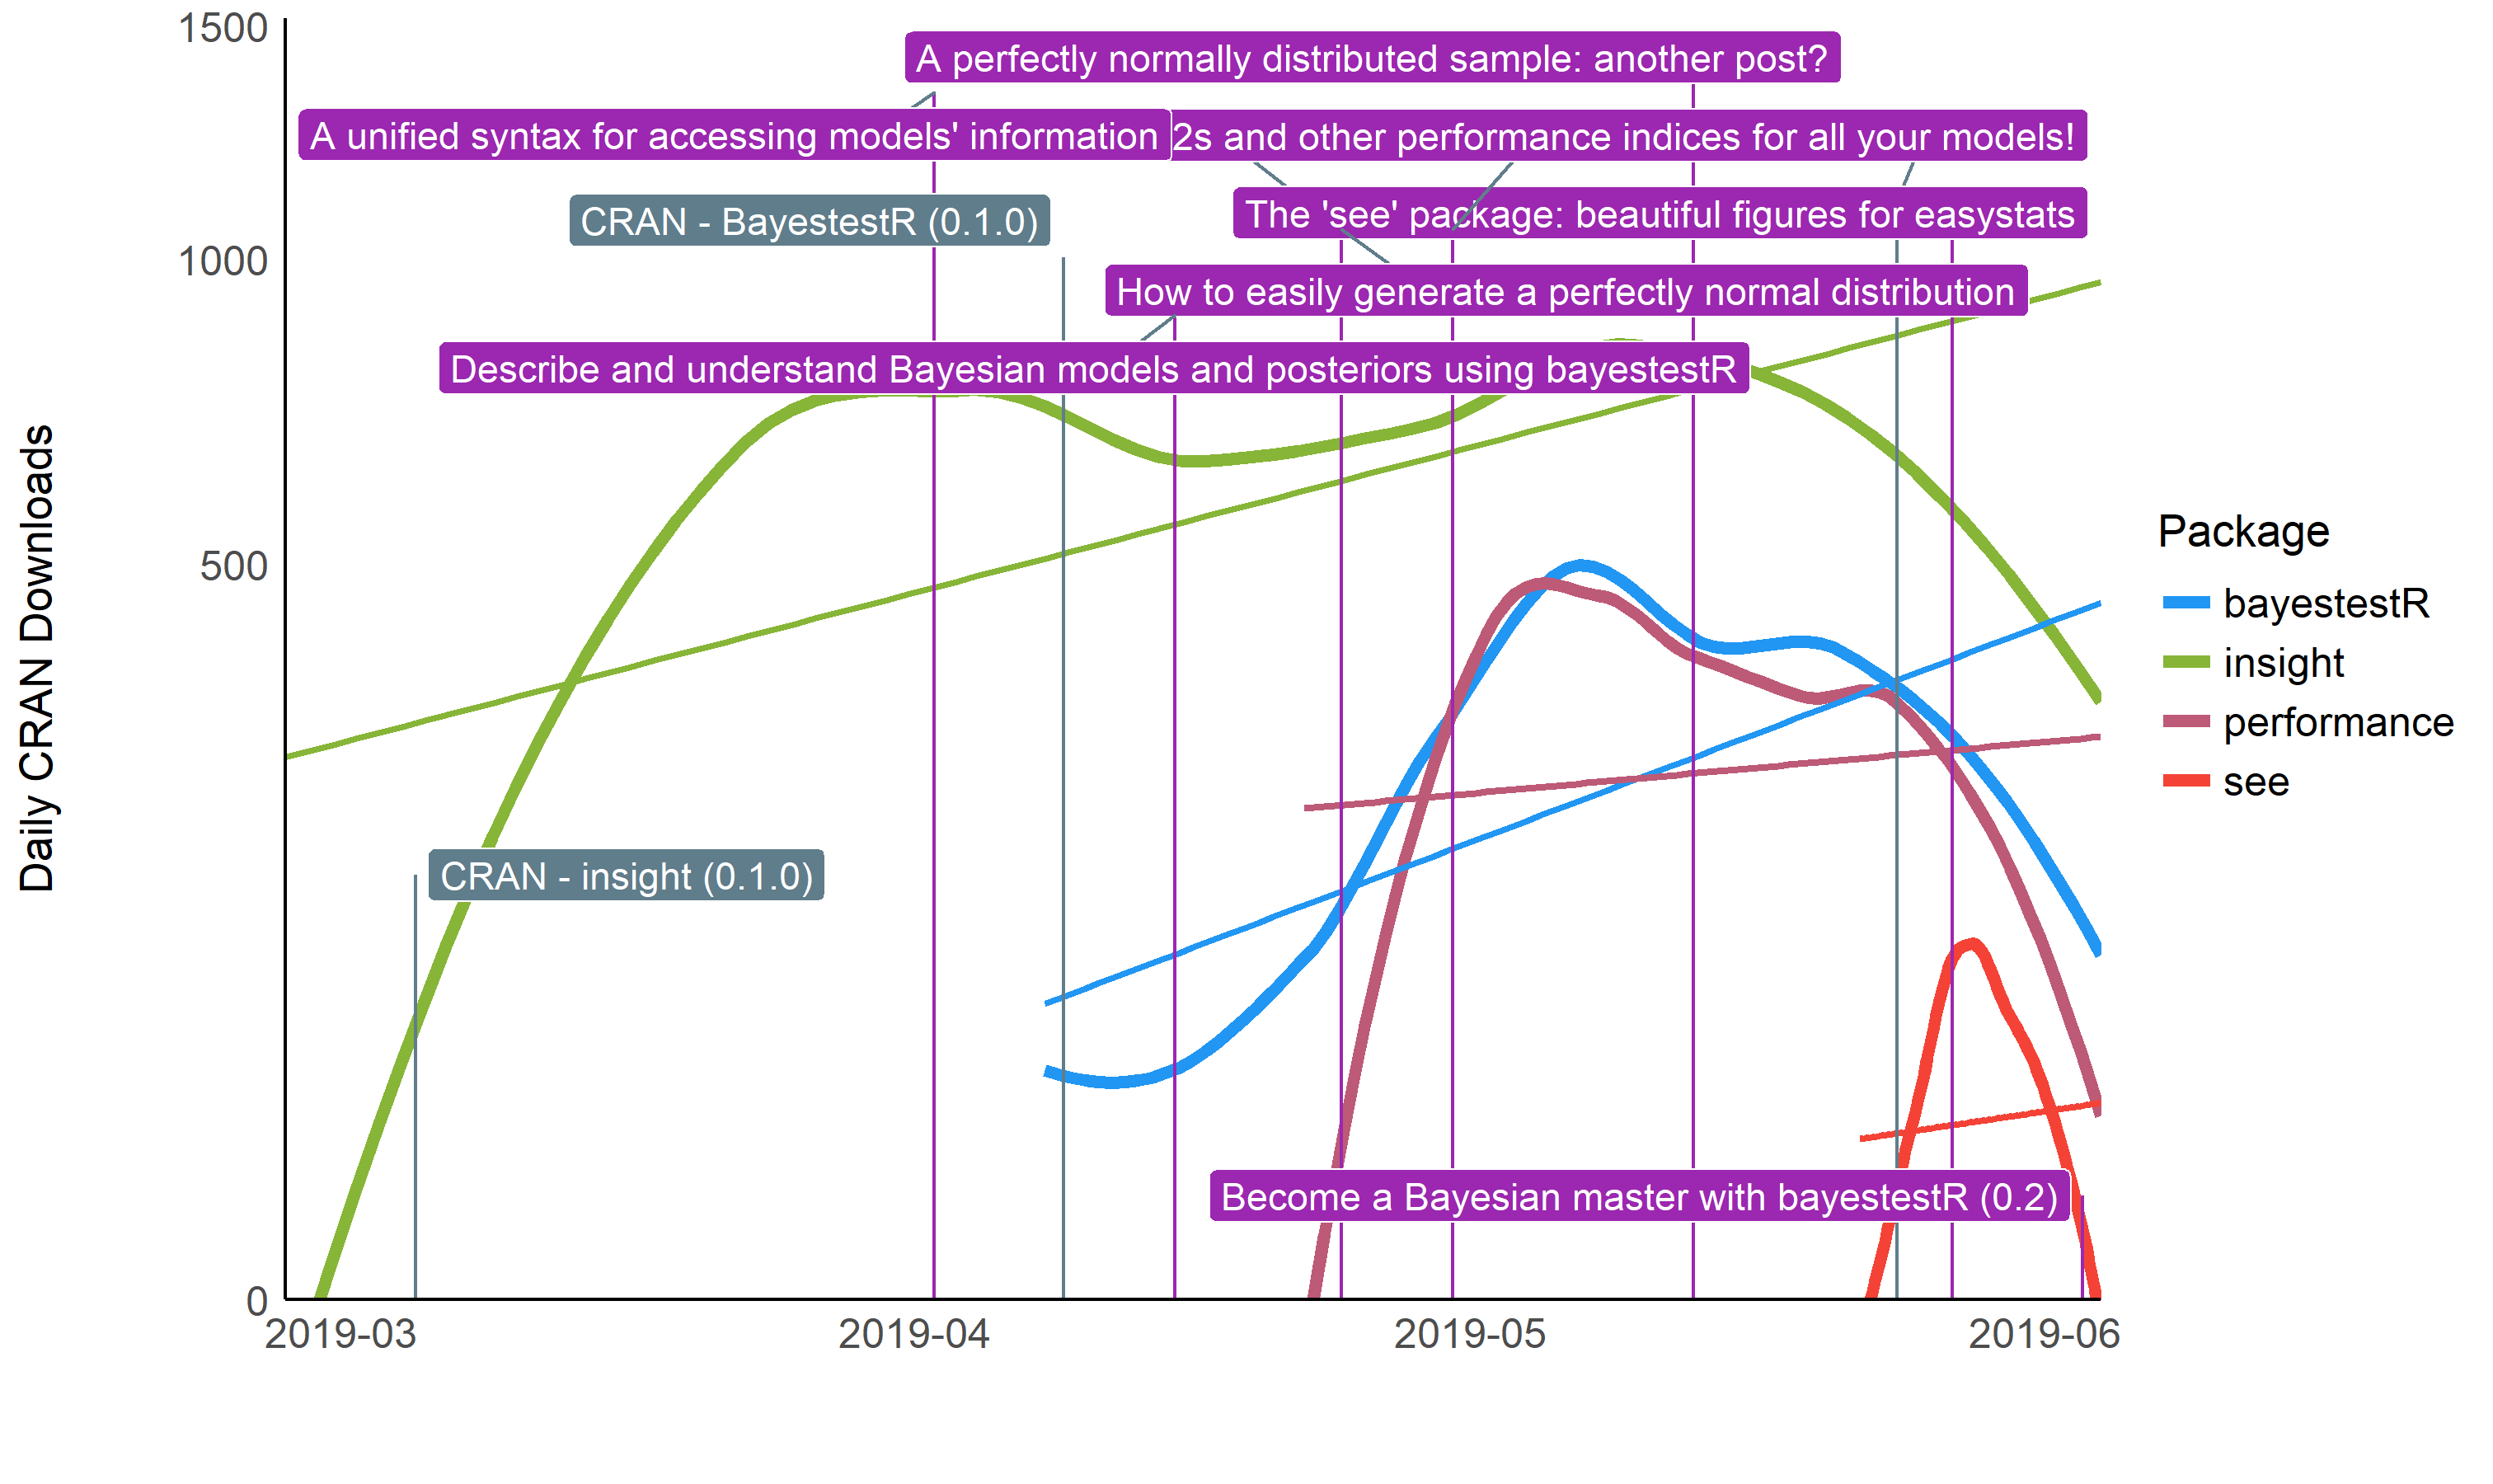 1500
A perfectly normally distributed sample: another post?
A unified syntax for accessing models' information
2s and other performance indices for all your models!
CRAN - BayestestR (0.1.0)
The 'see' package: beautiful figures for easystats
1000
How to easily generate a perfectly normal distribution
Describe and understand Bayesian models and posteriors using bayestestR
500
Daily CRAN Downloads
Package
bayestestR
insight
performance
see
CRAN - insight (0.1.0)
Become a Bayesian master with bayestestR (0.2)
0
2019-03
2019-04
2019-05
2019-06